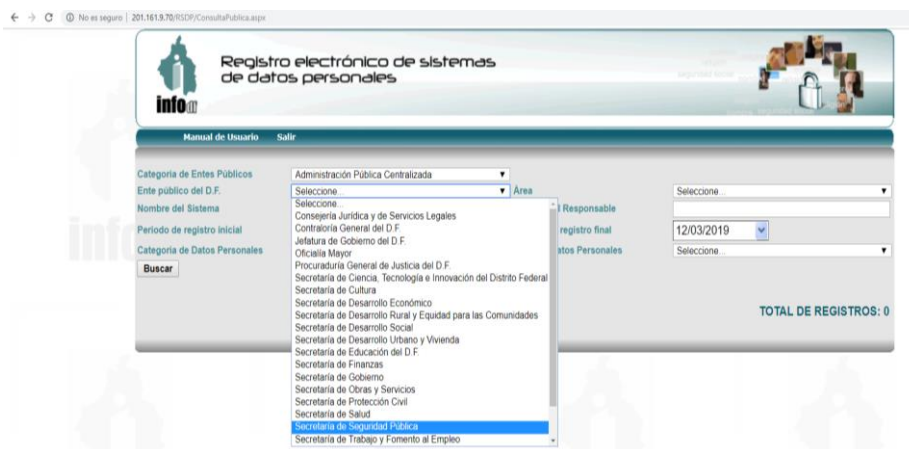 No es seguro | 201.161.9.70/RSDP/ConsultaPublica.aspx
Registro electrónico de sistemas
de datos personales
infodf
Manual de Usuario Salir
Categoría de Entes Públicos Administración Pública Centralizada
Ente público del D.F. Seleccione... Área Seleccione...
Nombre del Sistema l Responsable
Periodo de registro inicial registro final 12/03/2019
Categoría de Datos Personales atos Personales Seleccione...
Buscar
Seleccione...
Consejería Jurídica y de Servicios Legales
Contraloría General del D.F.
Jefatura de Gobierno del D.F.
Oficialía Mayor
Procuraduría General de Justicia del D.F.
Secretaría de Ciencia, Tecnología e Innovación del Distrito Federal
Secretaría de Cultura
Secretaría de Desarrollo Económico
Secretaría de Desarrollo Rural y Equidad para las Comunidades
Secretaría de Desarrollo Social
Secretaría de Desarrollo Urbano y Vivienda
Secretaría de Educación del D.F.
Secretaría de Finanzas
Secretaría de Gobierno
Secretaría de Obras y Servicios
Secretaría de Protección Civil
Secretaría de Salud
Secretaría de Seguridad Pública
Secretaría de Trabajo y Fomento al Empleo
TOTAL DE REGISTROS: 0